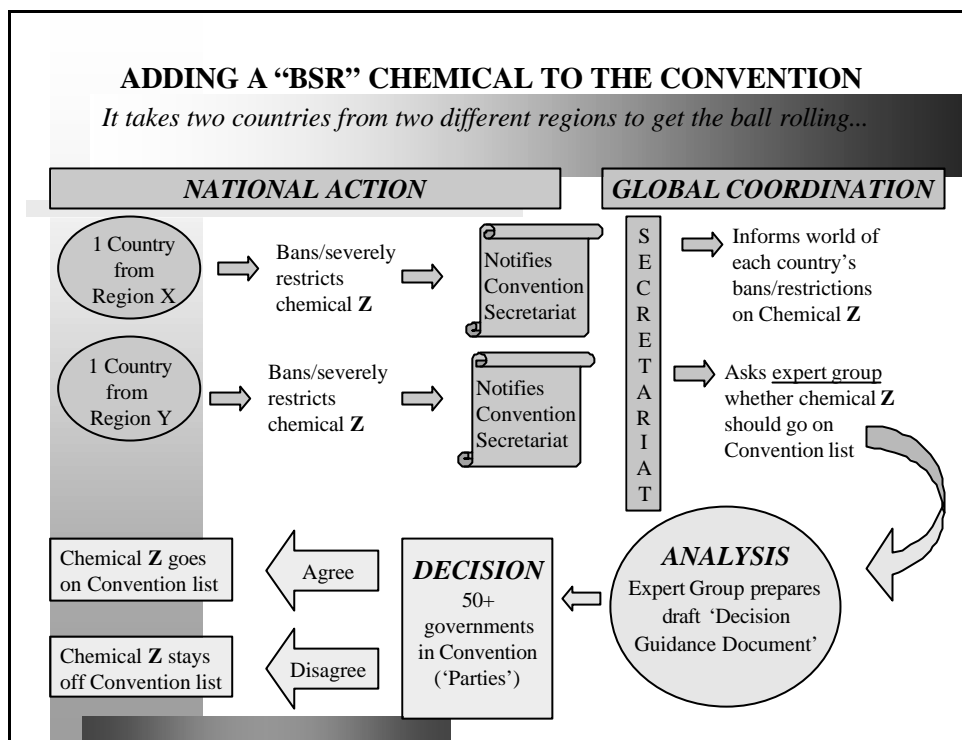 ADDING A “BSR” CHEMICAL TO THE CONVENTION
It takes two countries from two different regions to get the ball rolling...
NATIONAL ACTION
GLOBAL COORDINATION
1 Country
from
Region X
Bans/severely
restricts
chemical Z
Notifies
Convention
Secretariat
1 Country
from
Region Y
Bans/severely
restricts
chemical Z
Notifies
Convention
Secretariat
SECRETARIAT
Informs world of
each country’s
bans/restrictions
on Chemical Z
Asks expert group
whether chemical Z
should go on
Convention list
ANALYSIS
Expert Group prepares
draft ‘Decision
Guidance Document’
DECISION
50+
governments
in Convention
(‘Parties’)
Agree
Chemical Z goes
on Convention list
Disagree
Chemical Z stays
off Convention list